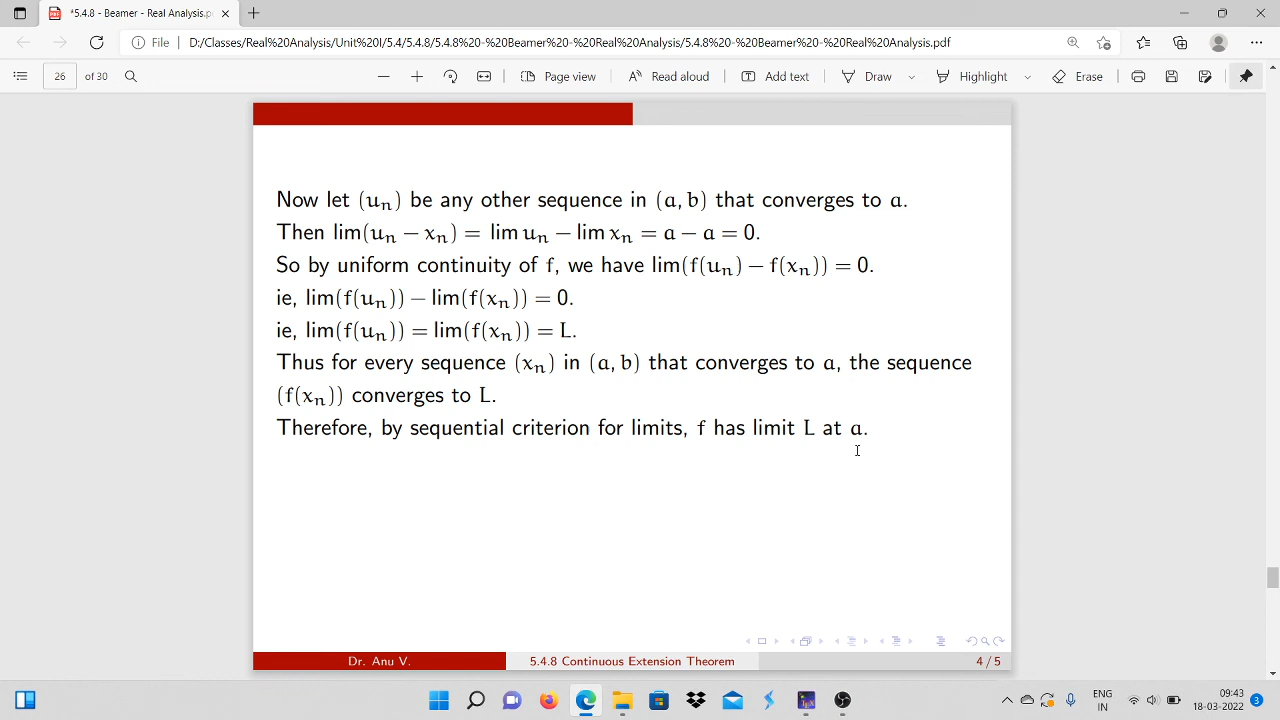 *5.4.8 - Beamer - Real Analysis.p
File | D:/Classes/Real%20Analysis/Unit%20I/5.4/5.4.8/5.4.8%20-%20Beamer%20-%20Real%20Analysis/5.4.8%20-%20Beamer%20-%20Real%20Analysis.pdf
26 of 30 Page view Read aloud Add text Draw Highlight Erase
Now let (uₙ) be any other sequence in (a, b) that converges to a.
Then lim(uₙ − xₙ) = lim uₙ − lim xₙ = a − a = 0.
So by uniform continuity of f, we have lim(f(uₙ) − f(xₙ)) = 0.
ie, lim(f(uₙ)) − lim(f(xₙ)) = 0.
ie, lim(f(uₙ)) = lim(f(xₙ)) = L.
Thus for every sequence (xₙ) in (a, b) that converges to a, the sequence
(f(xₙ)) converges to L.
Therefore, by sequential criterion for limits, f has limit L at a.
Dr. Anu V. 5.4.8 Continuous Extension Theorem 4 / 5
ENG
IN
09:43
18-03-2022
3